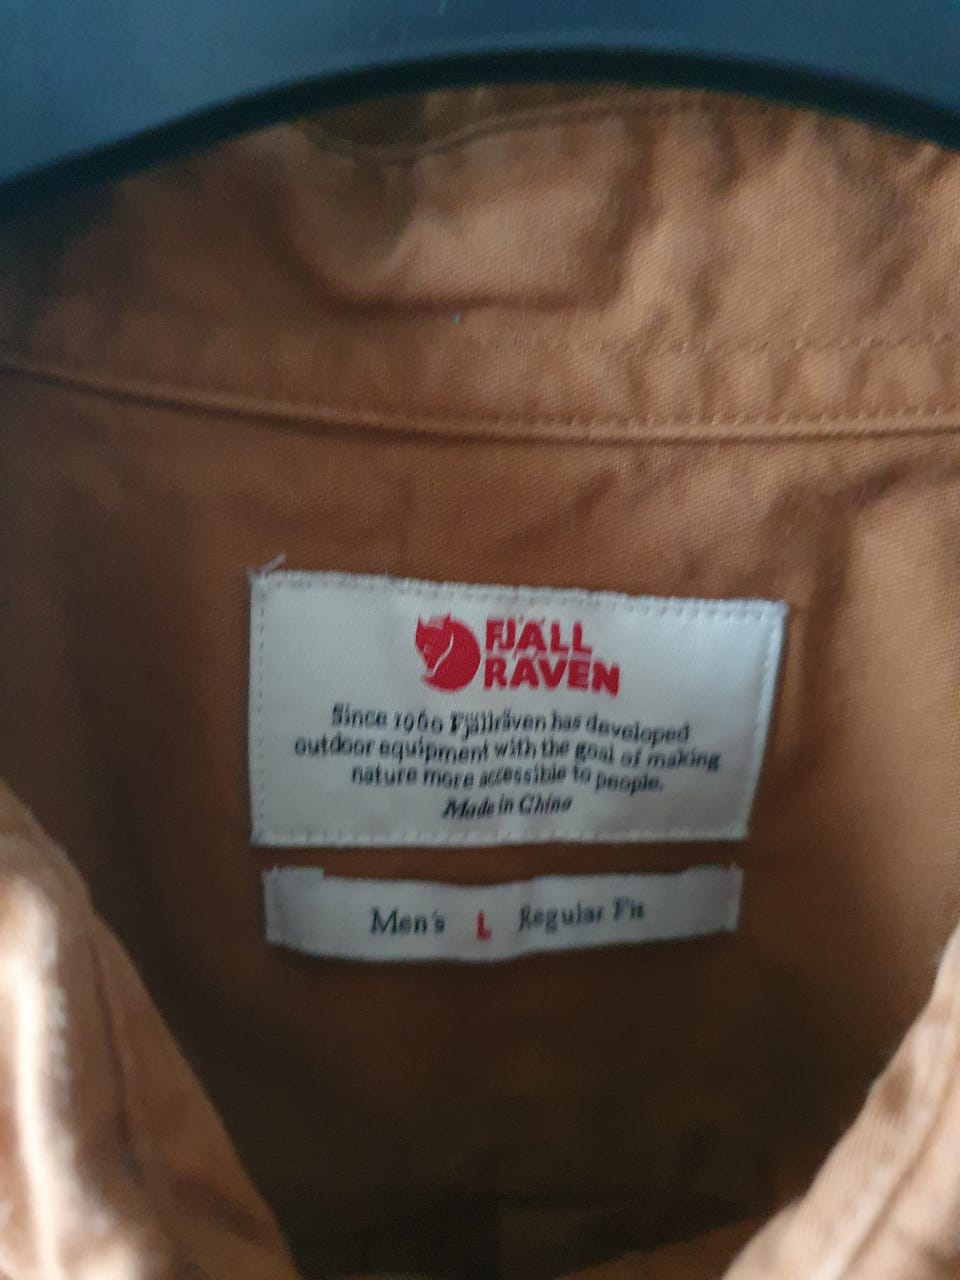 FJÄLL
RÄVEN
Since 1960 Fjällräven has developed
outdoor equipment with the goal of making
nature more accessible to people.
Made in China
Men's L Regular Fit